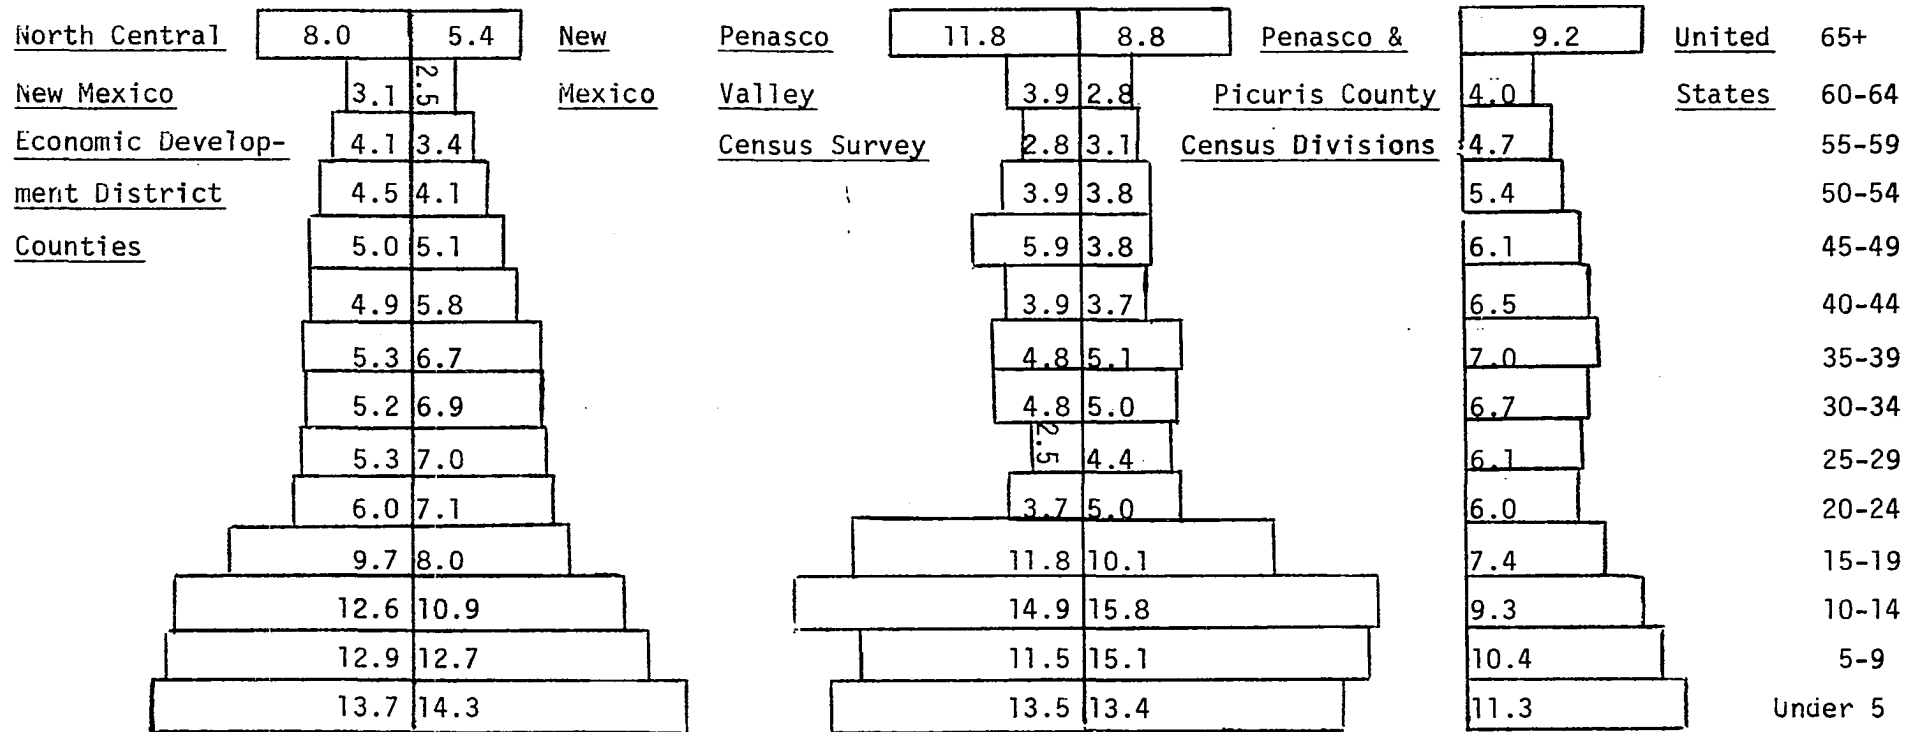 North Central 8.0 5.4 New Penasco 11.8 8.8 Penasco & 9.2 United 65+
New Mexico 3.1 2.5 Mexico Valley 3.9 2.8 Picuris County 4.0 States 60-64
Economic Develop- 4.1 3.4 Census Survey 2.8 3.1 Census Divisions 4.7 55-59
ment District 4.5 4.1 3.9 3.8 5.4 50-54
Counties 5.0 5.1 5.9 3.8 6.1 45-49
4.9 5.8 3.9 3.7 6.5 40-44
5.3 6.7 4.8 5.1 7.0 35-39
5.2 6.9 4.8 5.0 6.7 30-34
5.3 7.0 2.5 4.4 6.1 25-29
6.0 7.1 3.7 5.0 6.0 20-24
9.7 8.0 11.8 10.1 7.4 15-19
12.6 10.9 14.9 15.8 9.3 10-14
12.9 12.7 11.5 15.1 10.4 5-9
13.7 14.3 13.5 13.4 11.3 Under 5